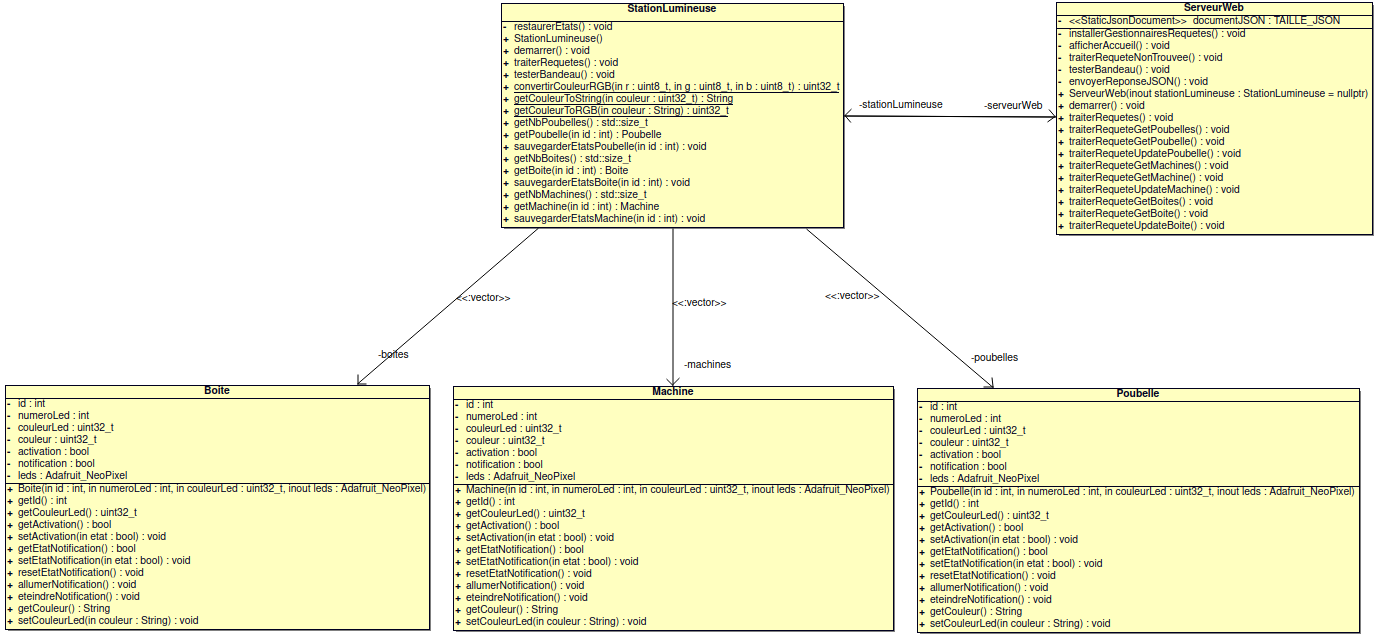 StationLumineuse
- restaurerEtats() : void
+ StationLumineuse()
+ demarrer() : void
+ traiterRequetes() : void
+ testerBandeau() : void
+ convertirCouleurRGB(in r : uint8_t, in g : uint8_t, in b : uint8_t) : uint32_t
+ getCouleurToString(in couleur : uint32_t) : String
+ getCouleurToRGB(in couleur : String) : uint32_t
+ getNbPoubelles() : std::size_t
+ getPoubelle(in id : int) : Poubelle
+ sauvegarderEtatsPoubelle(in id : int) : void
+ getNbBoites() : std::size_t
+ getBoite(in id : int) : Boite
+ sauvegarderEtatsBoite(in id : int) : void
+ getNbMachines() : std::size_t
+ getMachine(in id : int) : Machine
+ sauvegarderEtatsMachine(in id : int) : void
-stationLumineuse
-serveurWeb
ServeurWeb
- <<StaticJsonDocument>> documentJSON : TAILLE_JSON
- installerGestionnairesRequetes() : void
- afficherAccueil() : void
- traiterRequeteNonTrouvee() : void
- testerBandeau() : void
- envoyerReponseJSON() : void
+ ServeurWeb(inout stationLumineuse : StationLumineuse = nullptr)
+ demarrer() : void
+ traiterRequetes() : void
+ traiterRequeteGetPoubelles() : void
+ traiterRequeteGetPoubelle() : void
+ traiterRequeteUpdatePoubelle() : void
+ traiterRequeteGetMachines() : void
+ traiterRequeteGetMachine() : void
+ traiterRequeteUpdateMachine() : void
+ traiterRequeteGetBoites() : void
+ traiterRequeteGetBoite() : void
+ traiterRequeteUpdateBoite() : void
<<:vector>>
<<:vector>>
<<:vector>>
-boites
-machines
-poubelles
Boite
- id : int
- numeroLed : int
- couleurLed : uint32_t
- couleur : uint32_t
- activation : bool
- notification : bool
- leds : Adafruit_NeoPixel
+ Boite(in id : int, in numeroLed : int, in couleurLed : uint32_t, inout leds : Adafruit_NeoPixel)
+ getId() : int
+ getCouleurLed() : uint32_t
+ getActivation() : bool
+ setActivation(in etat : bool) : void
+ getEtatNotification() : bool
+ setEtatNotification(in etat : bool) : void
+ resetEtatNotification() : void
+ allumerNotification() : void
+ eteindreNotification() : void
+ getCouleur() : String
+ setCouleurLed(in couleur : String) : void
Machine
- id : int
- numeroLed : int
- couleurLed : uint32_t
- couleur : uint32_t
- activation : bool
- notification : bool
- leds : Adafruit_NeoPixel
+ Machine(in id : int, in numeroLed : int, in couleurLed : uint32_t, inout leds : Adafruit_NeoPixel)
+ getId() : int
+ getCouleurLed() : uint32_t
+ getActivation() : bool
+ setActivation(in etat : bool) : void
+ getEtatNotification() : bool
+ setEtatNotification(in etat : bool) : void
+ resetEtatNotification() : void
+ allumerNotification() : void
+ eteindreNotification() : void
+ getCouleur() : String
+ setCouleurLed(in couleur : String) : void
Poubelle
- id : int
- numeroLed : int
- couleurLed : uint32_t
- couleur : uint32_t
- activation : bool
- notification : bool
- leds : Adafruit_NeoPixel
+ Poubelle(in id : int, in numeroLed : int, in couleurLed : uint32_t, inout leds : Adafruit_NeoPixel)
+ getId() : int
+ getCouleurLed() : uint32_t
+ getActivation() : bool
+ setActivation(in etat : bool) : void
+ getEtatNotification() : bool
+ setEtatNotification(in etat : bool) : void
+ resetEtatNotification() : void
+ allumerNotification() : void
+ eteindreNotification() : void
+ getCouleur() : String
+ setCouleurLed(in couleur : String) : void